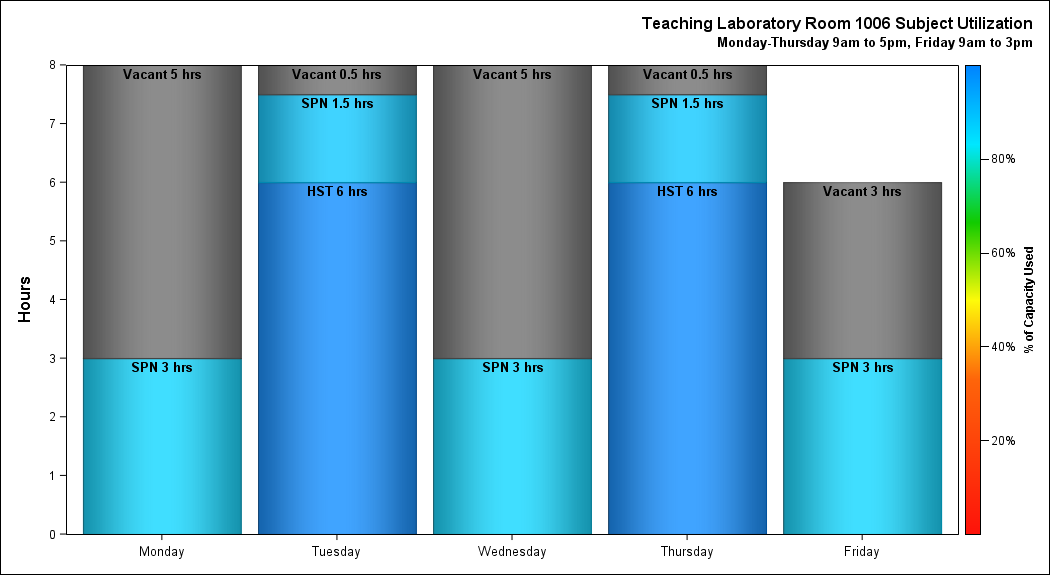 Teaching Laboratory Room 1006 Subject Utilization
Monday-Thursday 9am to 5pm, Friday 9am to 3pm
Hours
8
7
6
5
4
3
2
1
0
Vacant 5 hrs
SPN 3 hrs
Vacant 0.5 hrs
SPN 1.5 hrs
HST 6 hrs
Vacant 5 hrs
SPN 3 hrs
Vacant 0.5 hrs
SPN 1.5 hrs
HST 6 hrs
Vacant 3 hrs
SPN 3 hrs
Monday
Tuesday
Wednesday
Thursday
Friday
80%
60%
40%
20%
% of Capacity Used